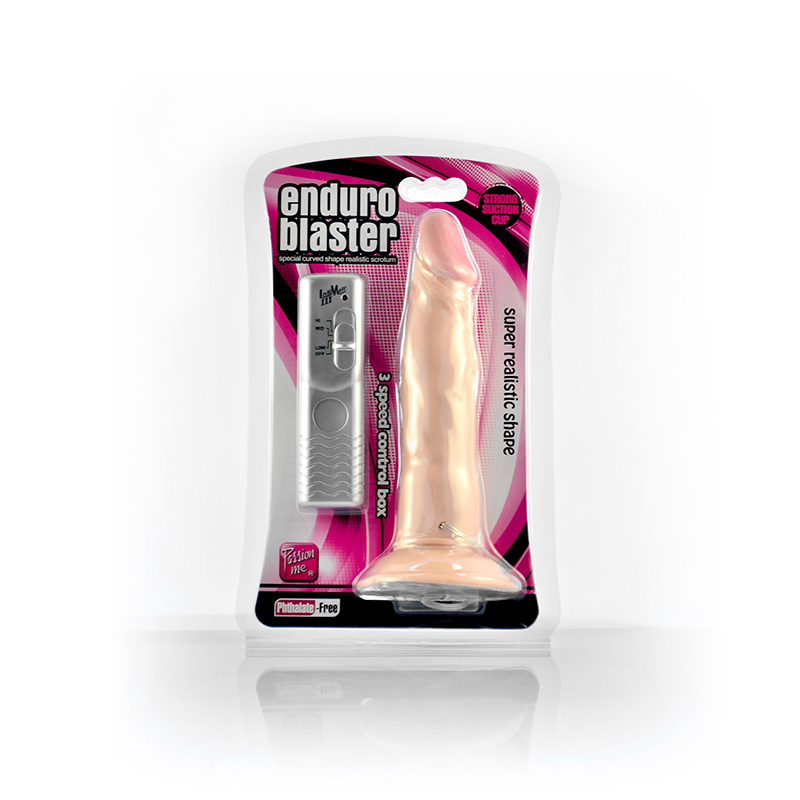 enduro
blaster
special curved shape realistic scrotum
STRONG
SUCTION
CUP
III
HI
MID
LOW
OFF
3 speed control box
super realistic shape
Passion
me ®
Phthalate-Free